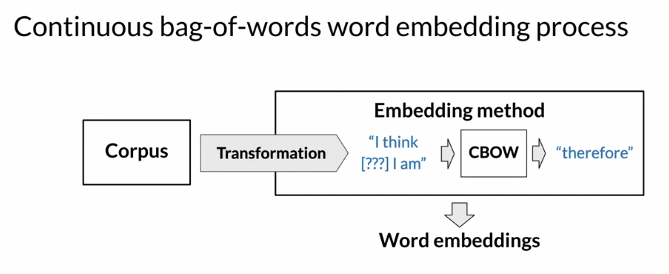 Continuous bag-of-words word embedding process
Embedding method
Corpus
Transformation
“I think
[???] I am”
CBOW
“therefore”
Word embeddings